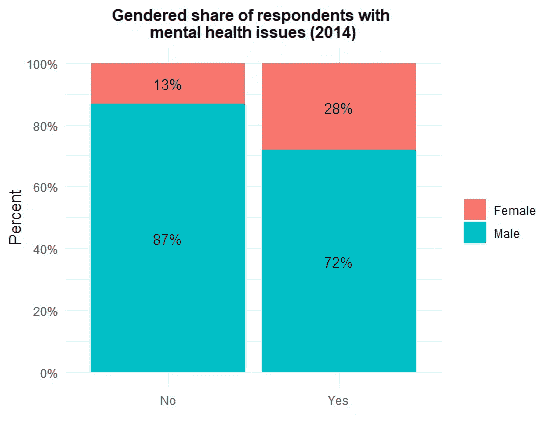 Gendered share of respondents with
mental health issues (2014)
100%
80%
60%
40%
20%
0%
Percent
13%
87%
28%
72%
No
Yes
Female
Male